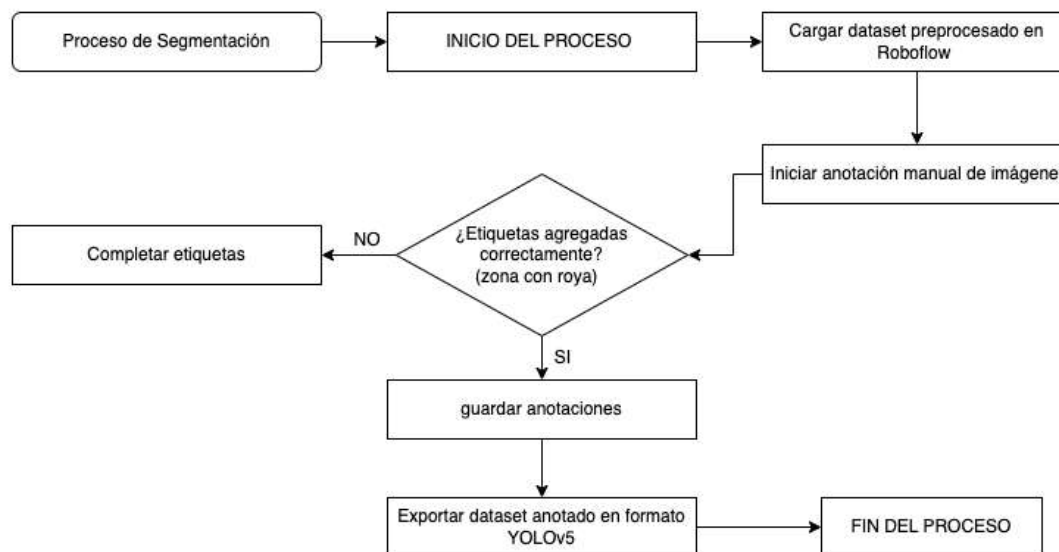 Proceso de Segmentación
INICIO DEL PROCESO
Cargar dataset preprocesado en
Roboflow
Iniciar anotación manual de imágene
¿Etiquetas agregadas
correctamente?
(zona con roya)
NO
Completar etiquetas
SI
guardar anotaciones
Exportar dataset anotado en formato
YOLOv5
FIN DEL PROCESO